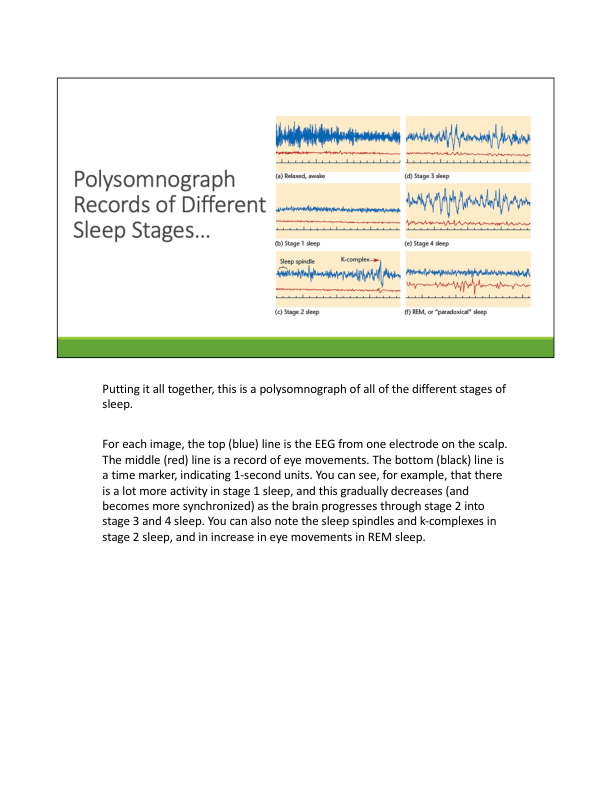 Polysomnograph
Records of Different
Sleep Stages...
(a) Relaxed, awake
(d) Stage 3 sleep
(b) Stage 1 sleep
(e) Stage 4 sleep
Sleep spindle
K-complex
(c) Stage 2 sleep
(f) REM, or “paradoxical” sleep
Putting it all together, this is a polysomnograph of all of the different stages of
sleep.
For each image, the top (blue) line is the EEG from one electrode on the scalp.
The middle (red) line is a record of eye movements. The bottom (black) line is
a time marker, indicating 1-second units. You can see, for example, that there
is a lot more activity in stage 1 sleep, and this gradually decreases (and
becomes more synchronized) as the brain progresses through stage 2 into
stage 3 and 4 sleep. You can also note the sleep spindles and k-complexes in
stage 2 sleep, and in increase in eye movements in REM sleep.